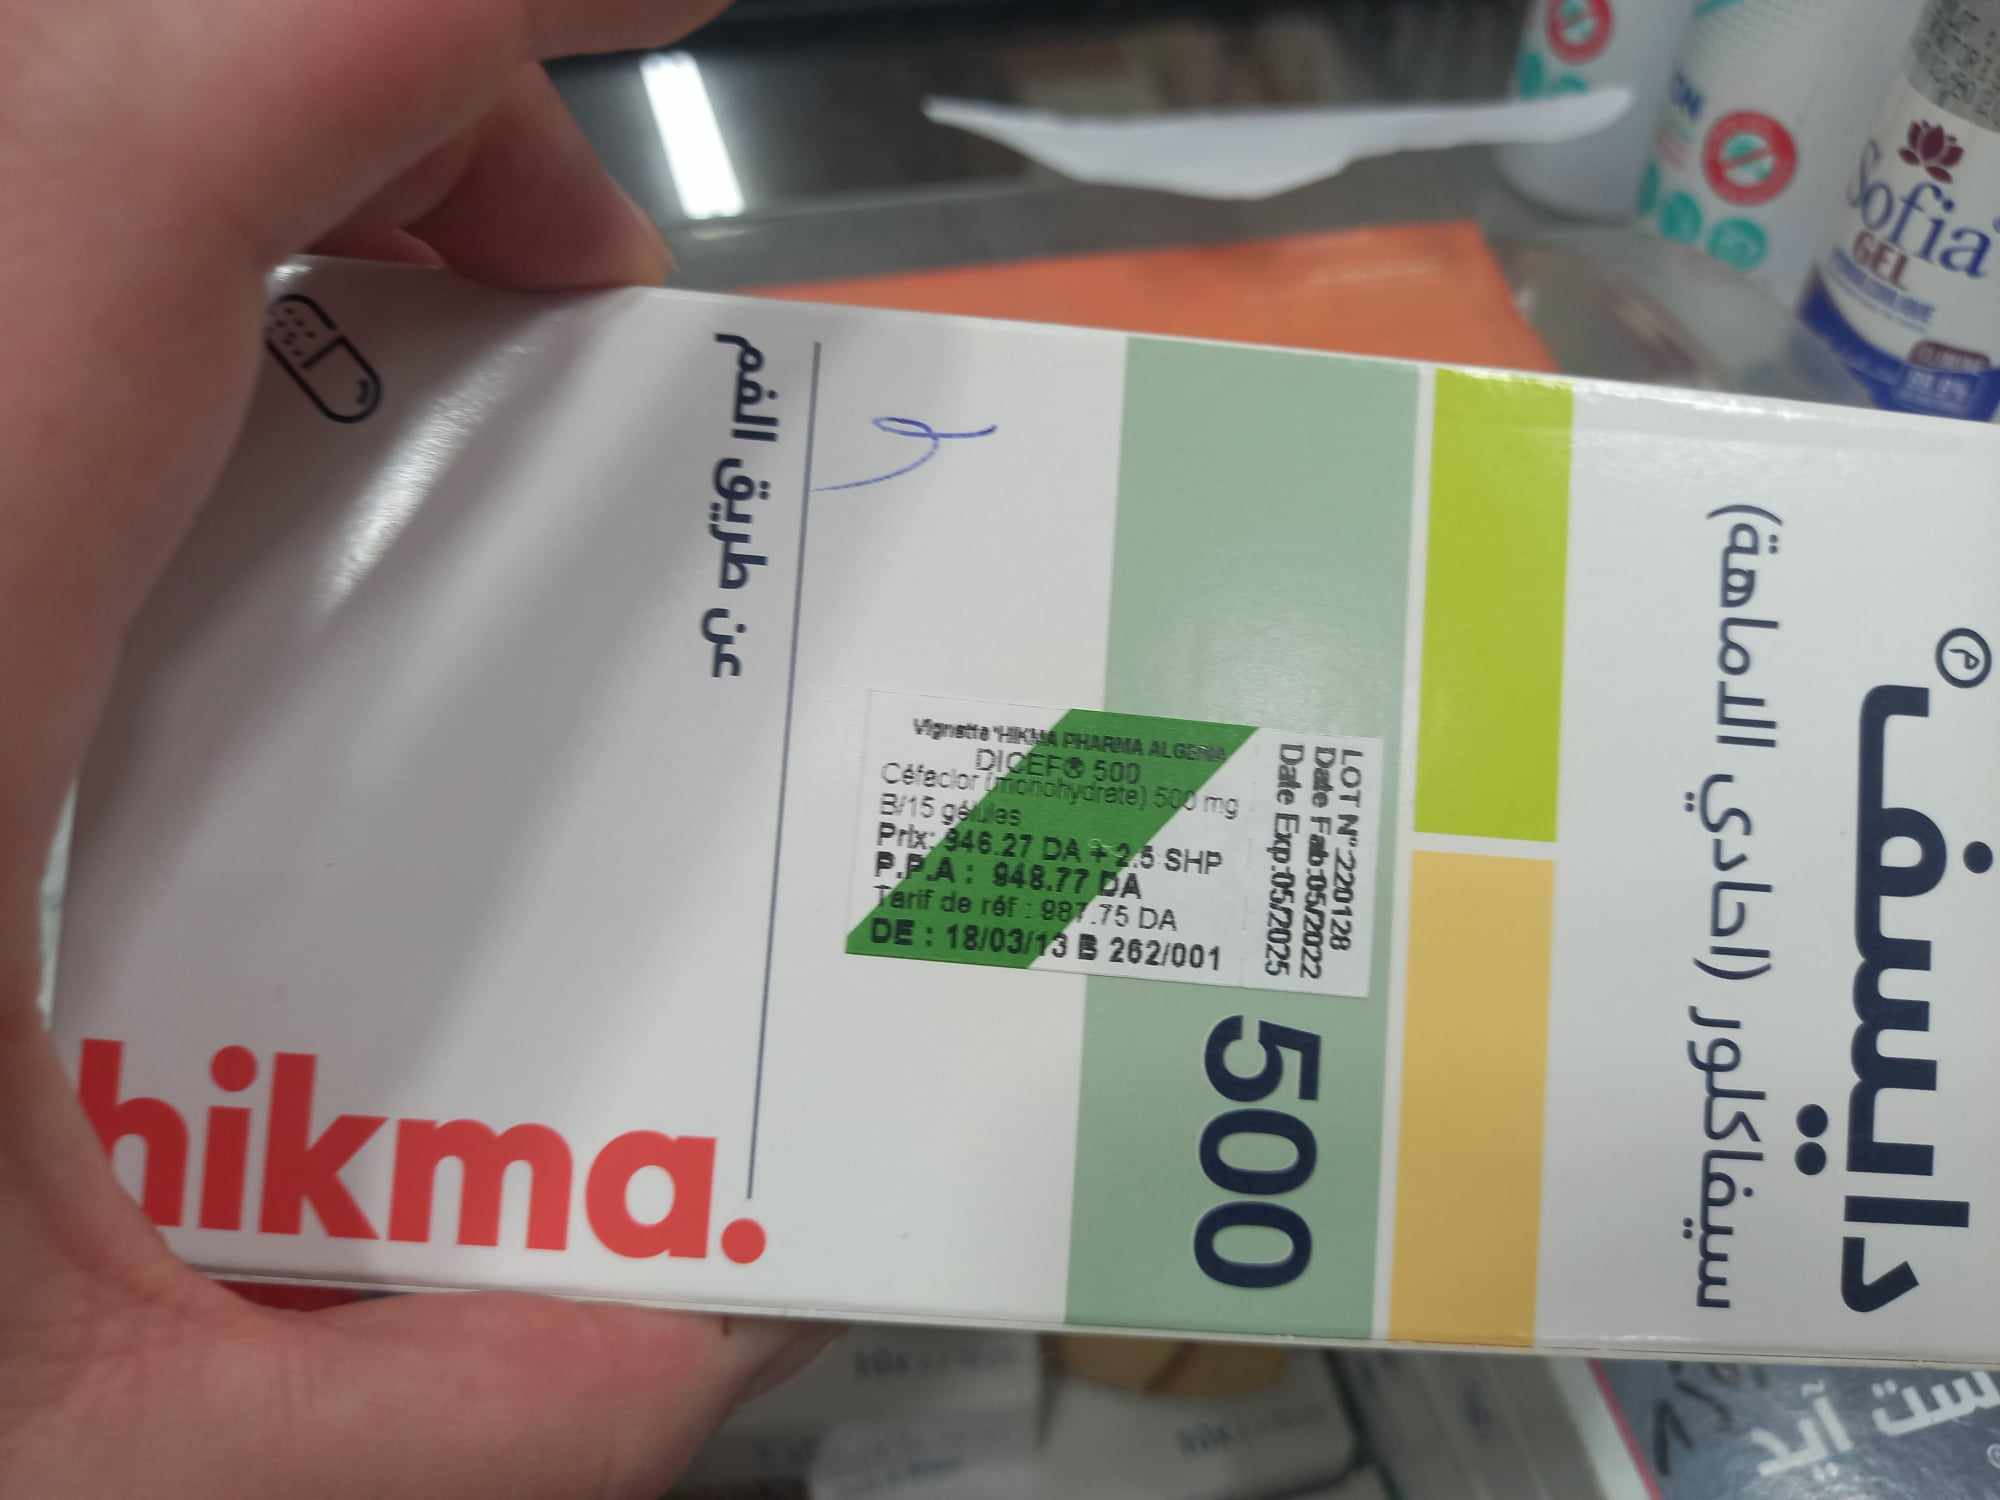 دايسف
م
سيفاكلور (احادي الاماهة)
500
Vignette HIKMA PHARMA ALGERIA
DICEF® 500
Céfaclor (monohydrate) 500 mg
B/15 gélules
Prix: 946.27 DA + 2.5 SHP
P.P.A : 948.77 DA
Tarif de réf : 987.75 DA
DE : 18/03/13 B 262/001
LOT N° 220128
Date Fab:05/2022
Date Exp:05/2025
عن طريق الفم
hikma.
Sofia
GEL